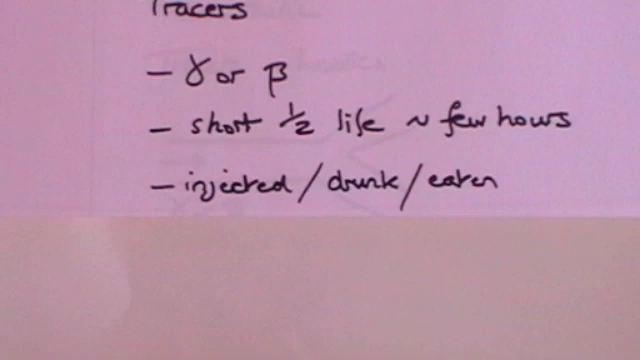 Tracers
- γ or β
- short 1/2 life ~ few hours
- injected / drunk / eaten